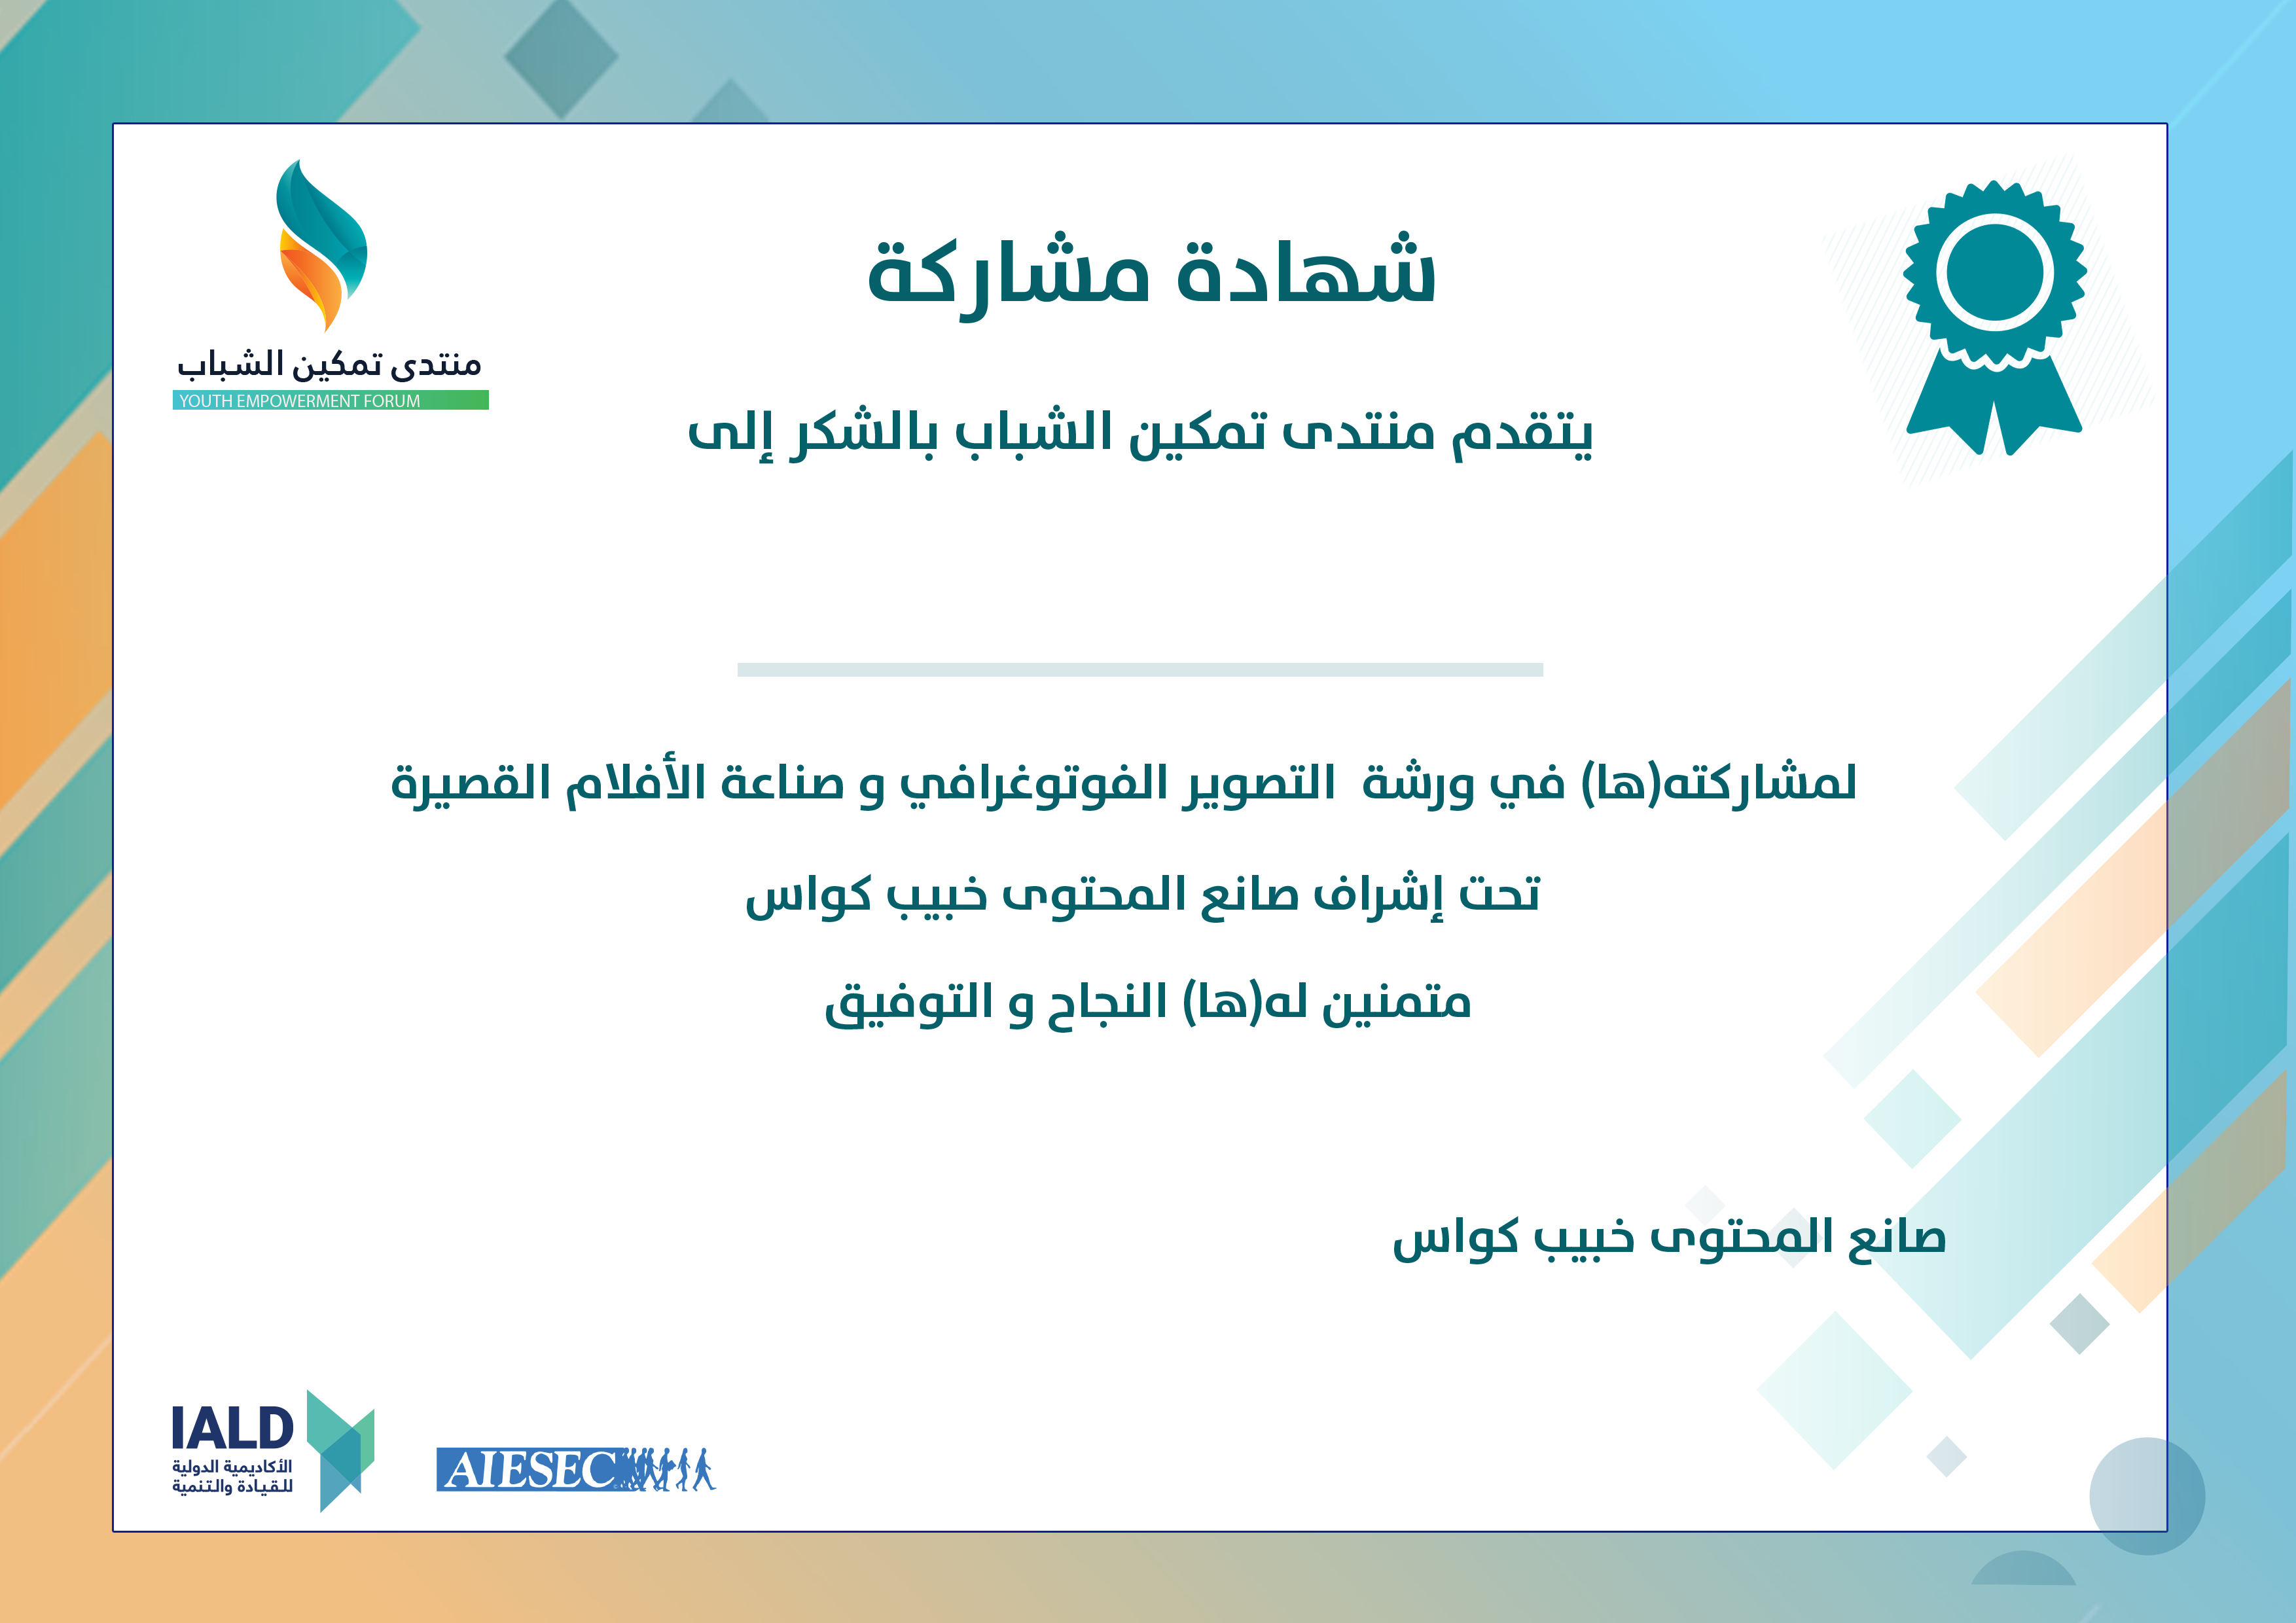 منتدى تمكين الشباب
YOUTH EMPOWERMENT FORUM
شهادة مشاركة
يتقدم منتدى تمكين الشباب بالشكر إلى
لمشاركته(ها) في ورشة التصوير الفوتوغرافي و صناعة الأفلام القصيرة
تحت إشراف صانع المحتوى خبيب كواس
متمنين له(ها) النجاح و التوفيق
صانع المحتوى خبيب كواس
IALD
الأكاديمية الدولية
للقيادة والتنمية
AIESEC